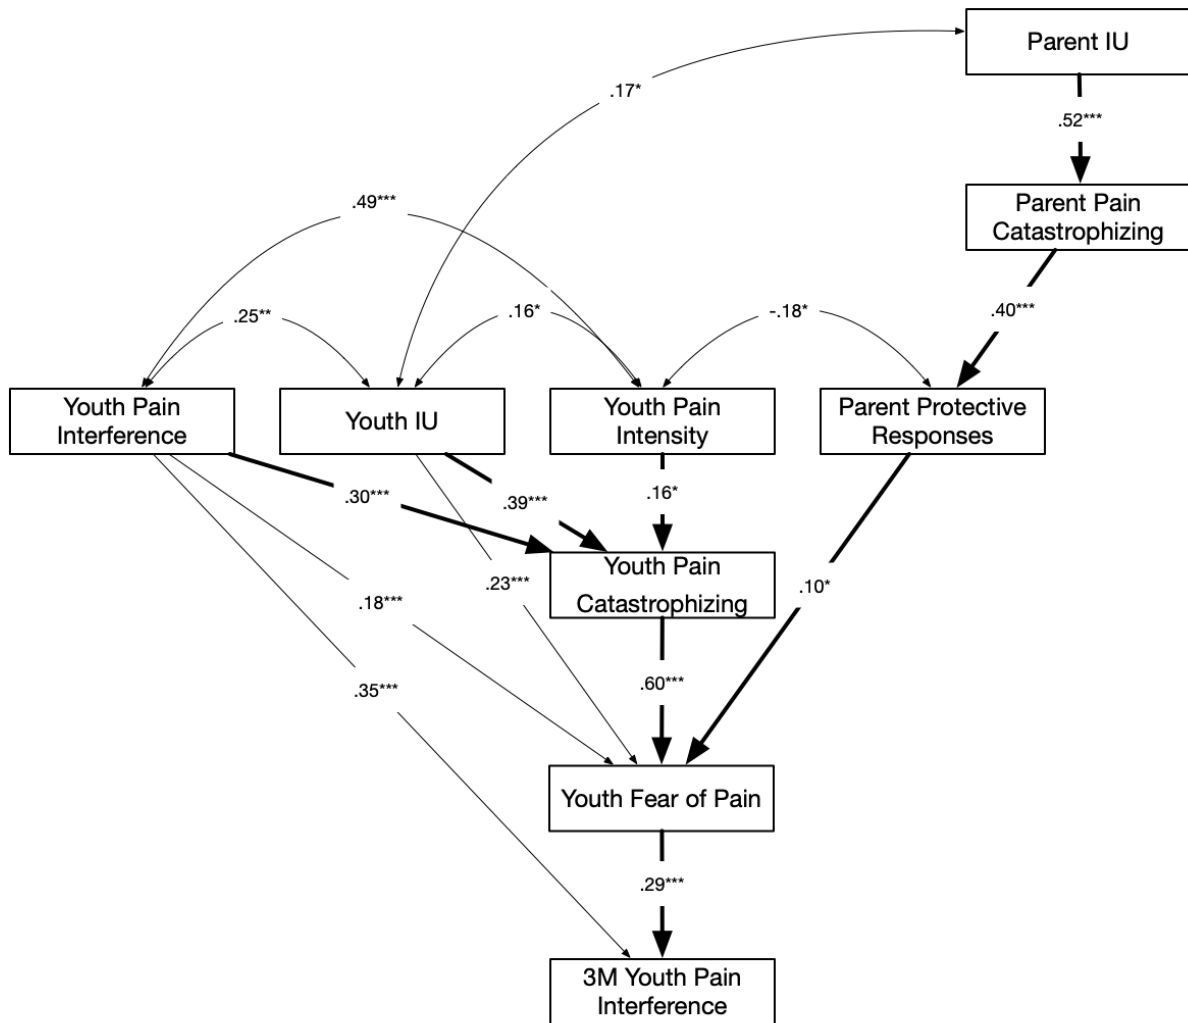 Parent IU
.17*
.52***
.49***
Parent Pain
Catastrophizing
.25**
.16*
-.18*
.40***
Youth Pain
Interference
Youth IU
Youth Pain
Intensity
Parent Protective
Responses
.30***
.39***
.16*
Youth Pain
Catastrophizing
.23***
.10*
.18***
.35***
.60***
Youth Fear of Pain
.29***
3M Youth Pain
Interference